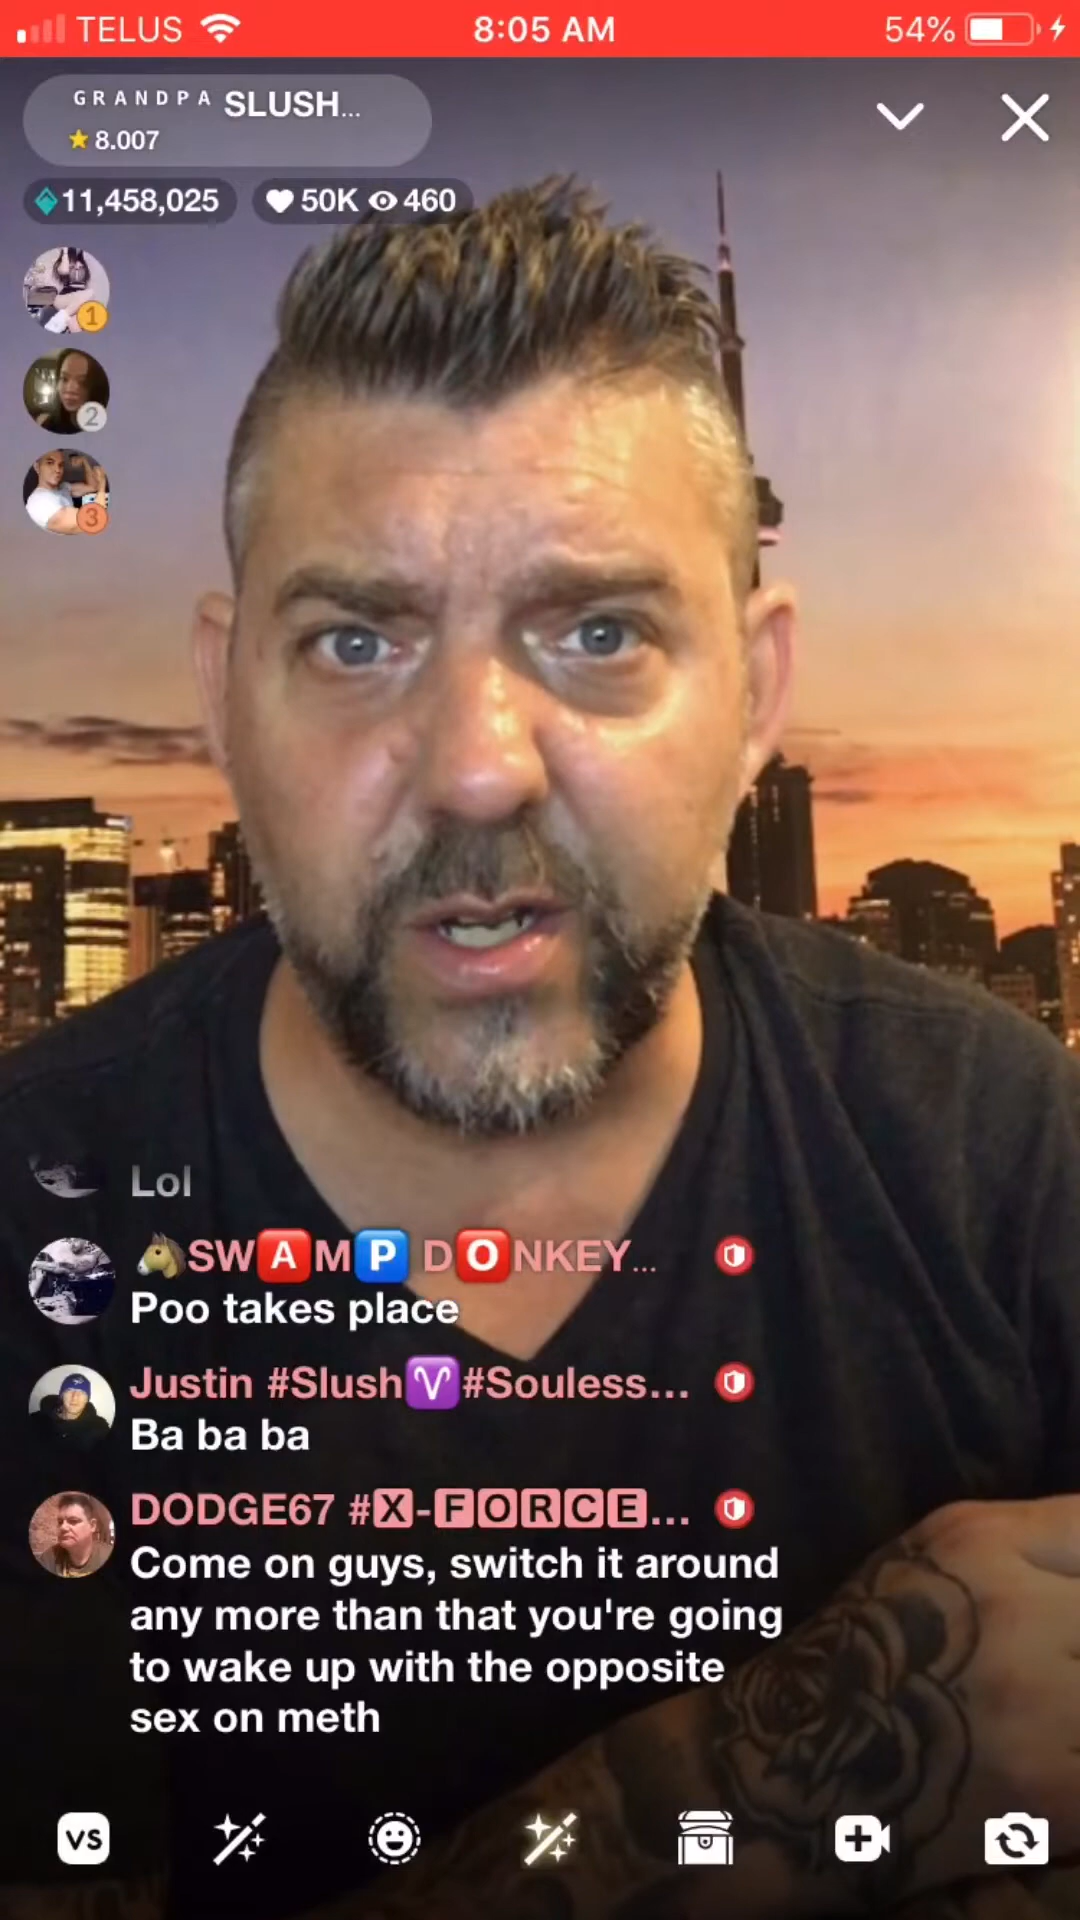 TELUS 8:05 AM 54%
GRANDPA SLUSH...
8.007
11,458,025 50K 460
1
2
3
Lol
SWAMP DONKEY...
Poo takes place
Justin #Slush♈#Souless...
Ba ba ba
DODGE67 #X-FORCE...
Come on guys, switch it around
any more than that you're going
to wake up with the opposite
sex on meth
VS